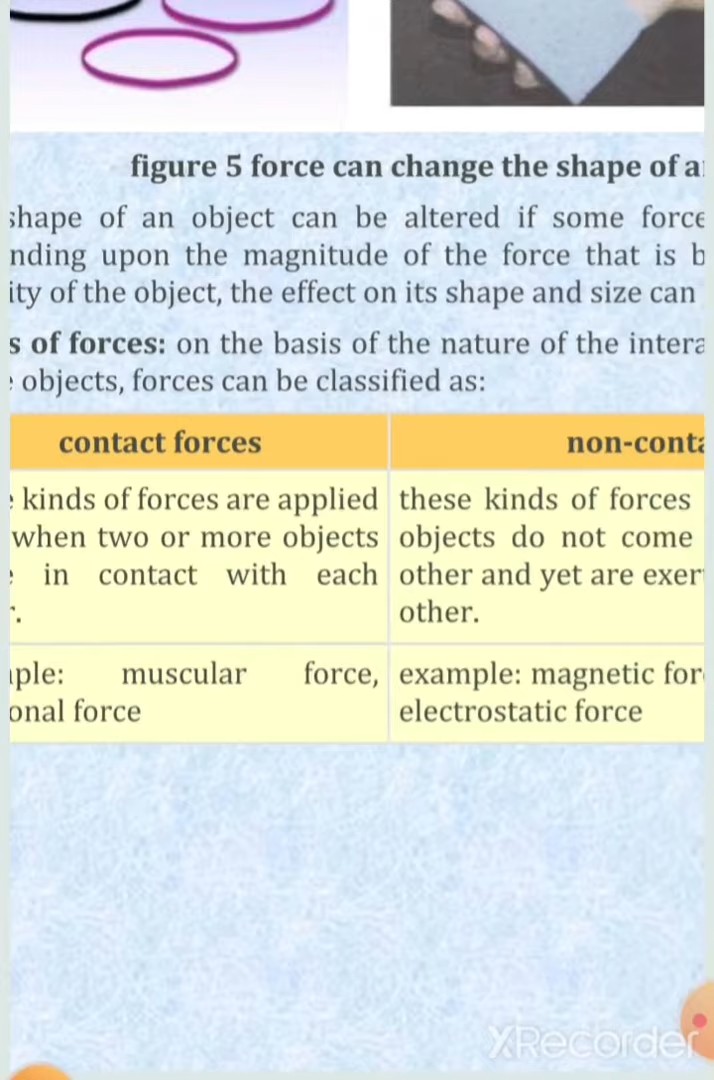 figure 5 force can change the shape of a
shape of an object can be altered if some force
nding upon the magnitude of the force that is b
ity of the object, the effect on its shape and size can
s of forces: on the basis of the nature of the intera
objects, forces can be classified as:
contact forces
non-conta
kinds of forces are applied
when two or more objects
in contact with each
these kinds of forces
objects do not come
other and yet are exer
other.
ple: muscular force,
onal force
example: magnetic for
electrostatic force
XRecorder